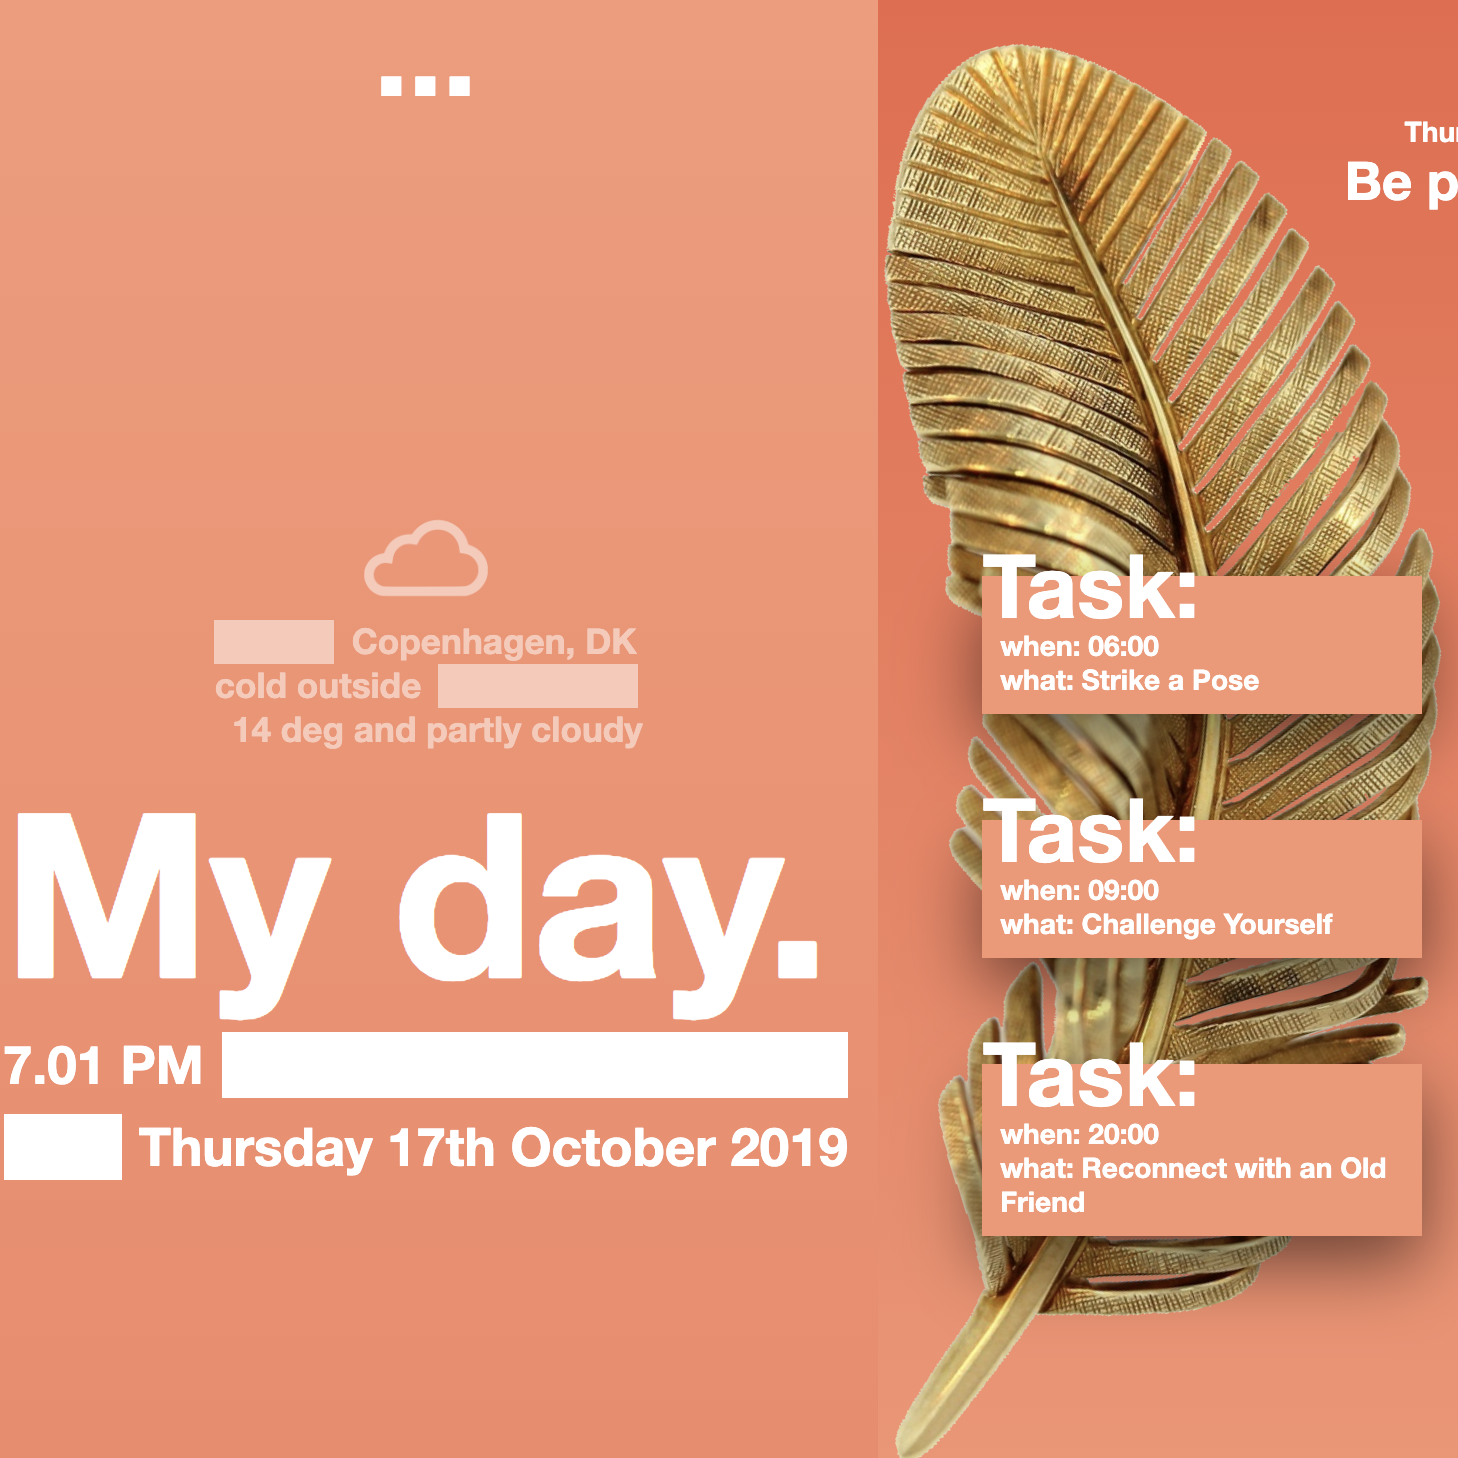 Copenhagen, DK
cold outside
14 deg and partly cloudy
My day.
7.01 PM
Thursday 17th October 2019
Be
Task:
when: 06:00
what: Strike a Pose
Task:
when: 09:00
what: Challenge Yourself
Task:
when: 20:00
what: Reconnect with an Old
Friend